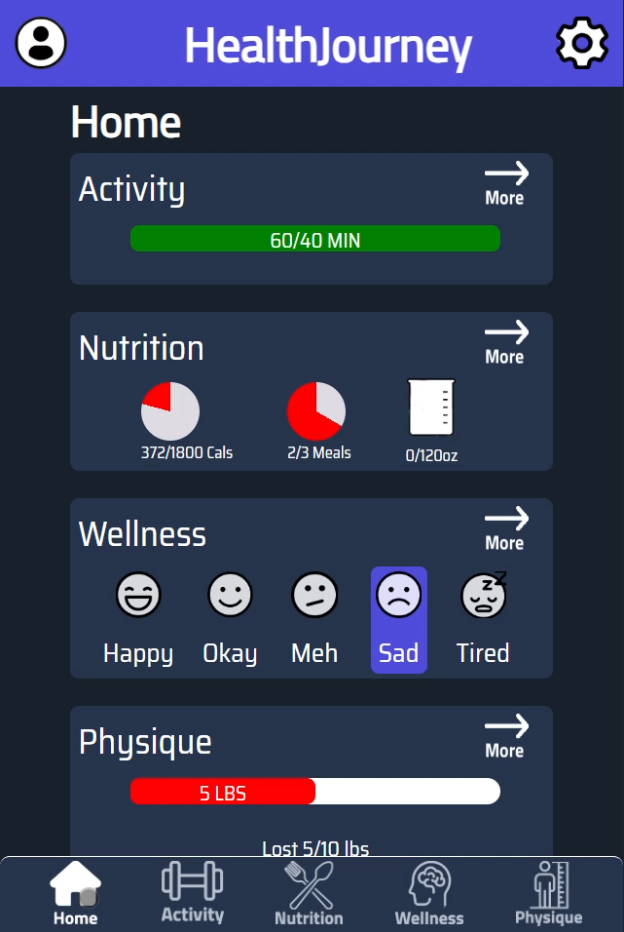 HealthJourney
Home
Activity
More
60/40 MIN
Nutrition
More
372/1800 Cals
2/3 Meals
0/120oz
Wellness
More
Happy
Okay
Meh
Sad
z Z
Tired
Physique
More
5 LBS
Lost 5/10 lbs
Home
Activity
Nutrition
Wellness
Physique